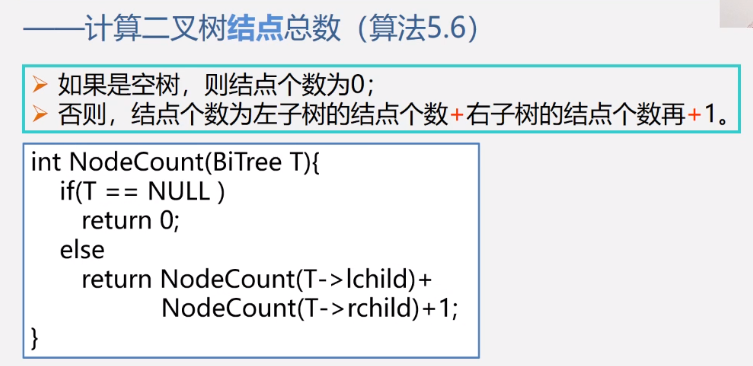 ——计算二叉树结点总数（算法5.6）
➢ 如果是空树，则结点个数为0；
➢ 否则，结点个数为左子树的结点个数+右子树的结点个数再+1。
int NodeCount(BiTree T){
if(T == NULL )
return 0;
else
return NodeCount(T->lchild)+
NodeCount(T->rchild)+1;
}